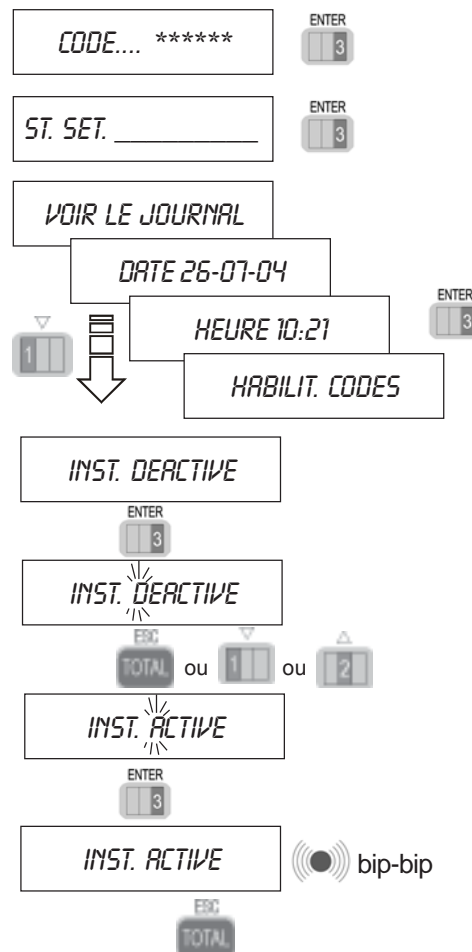 ENTER
CODE.... ******
3
ENTER
ST. SET. ____________
3
VOIR LE JOURNAL
DATE 26-07-04
ENTER
HEURE 10:21
3
1
HABILIT. CODES
INST. DEACTIVE
ENTER
3
INST. DEACTIVE
ESC
TOTAL ou 1 ou 2
INST. ACTIVE
ENTER
3
INST. ACTIVE bip-bip
ESC
TOTAL